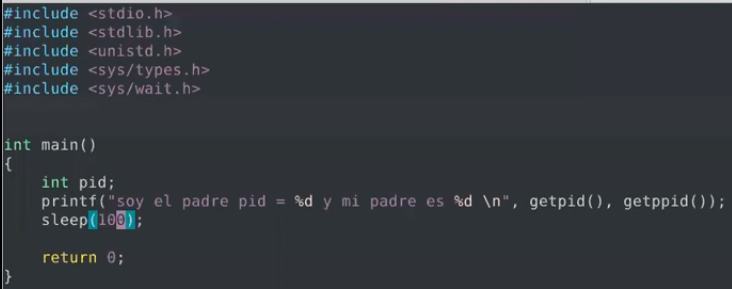 #include <stdio.h>
#include <stdlib.h>
#include <unistd.h>
#include <sys/types.h>
#include <sys/wait.h>
int main()
{
    int pid;
    printf("soy el padre pid = %d y mi padre es %d \n", getpid(), getppid());
    sleep(100);
    return 0;
}